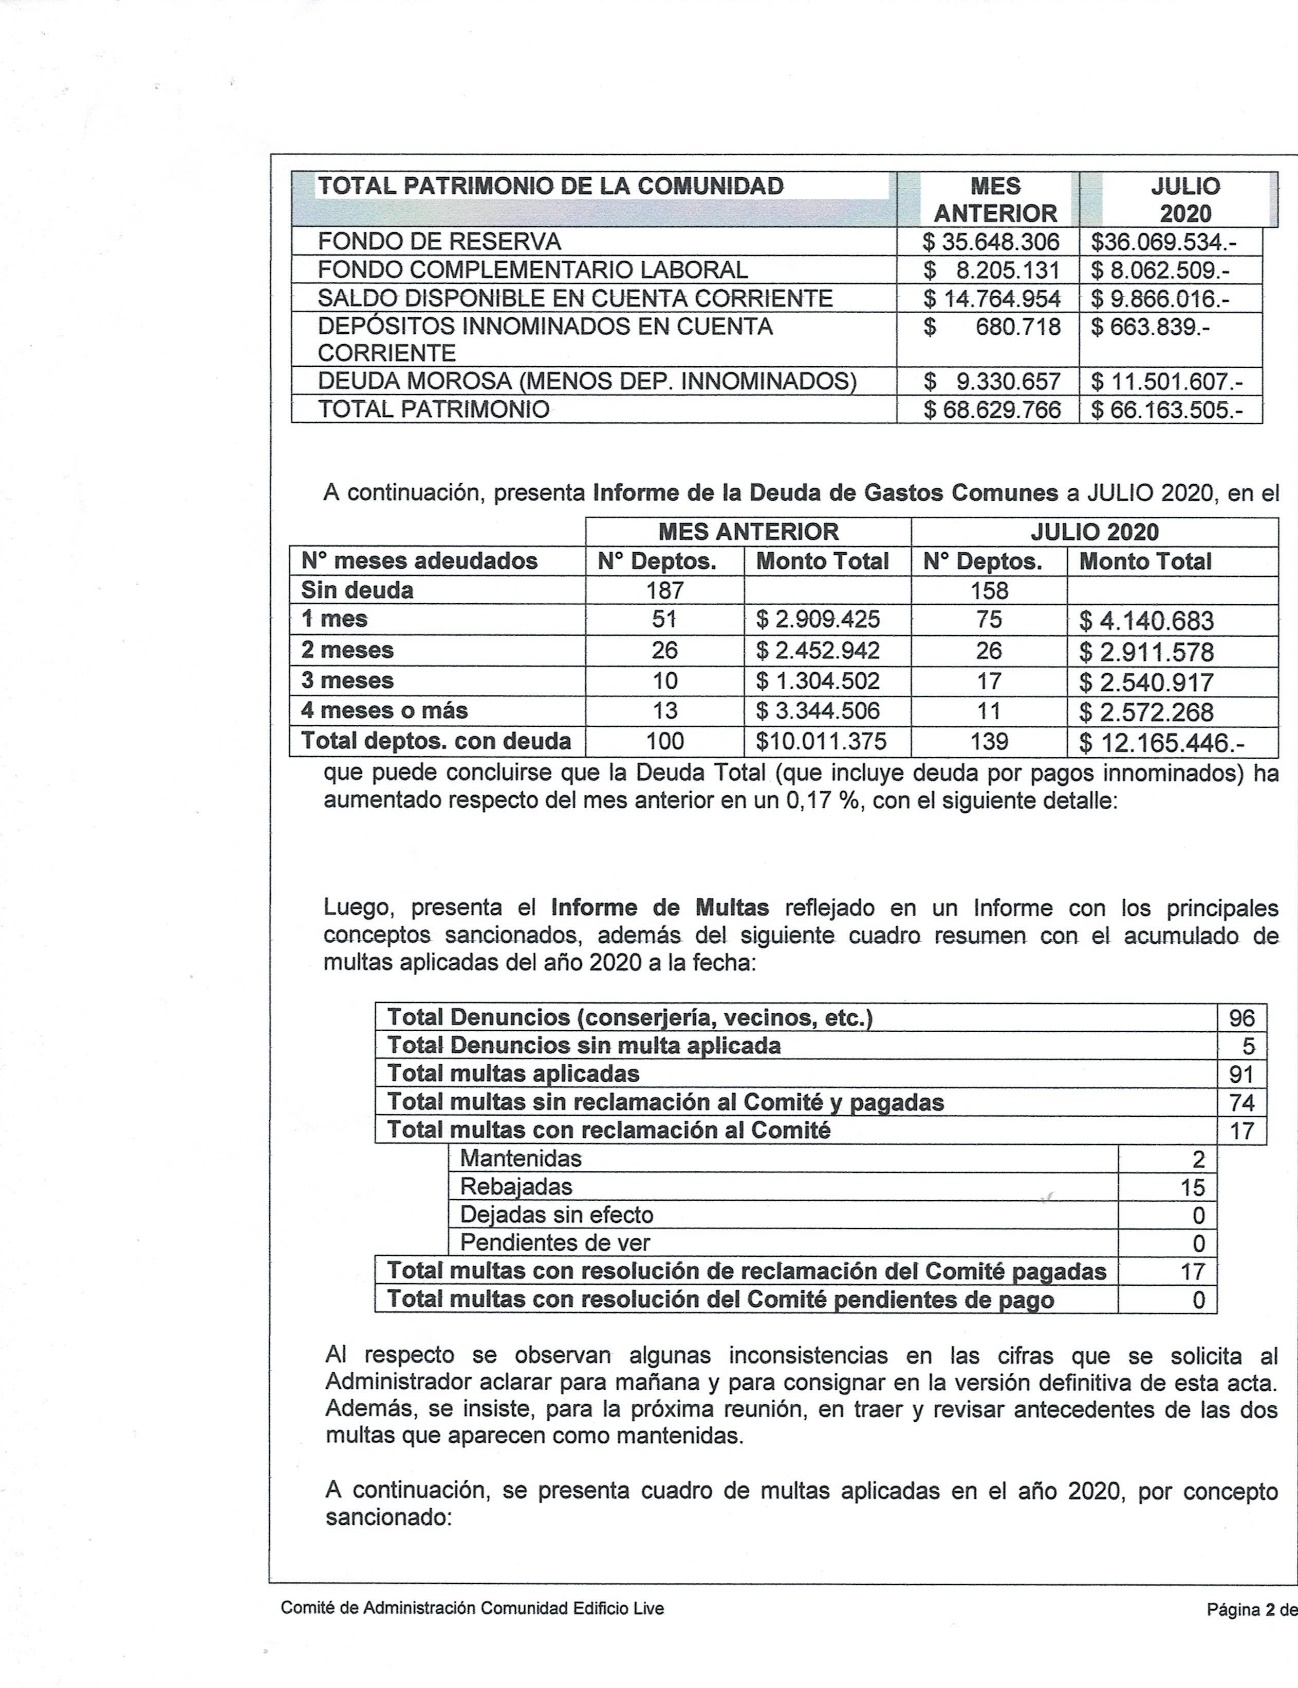 TOTAL PATRIMONIO DE LA COMUNIDAD MES ANTERIOR JULIO 2020
FONDO DE RESERVA $ 35.648.306 $36.069.534.-
FONDO COMPLEMENTARIO LABORAL $ 8.205.131 $ 8.062.509.-
SALDO DISPONIBLE EN CUENTA CORRIENTE $ 14.764.954 $ 9.866.016.-
DEPÓSITOS INNOMINADOS EN CUENTA CORRIENTE $ 680.718 $ 663.839.-
DEUDA MOROSA (MENOS DEP. INNOMINADOS) $ 9.330.657 $ 11.501.607.-
TOTAL PATRIMONIO $ 68.629.766 $ 66.163.505.-
A continuación, presenta Informe de la Deuda de Gastos Comunes a JULIO 2020, en el
MES ANTERIOR JULIO 2020
N° meses adeudados N° Deptos. Monto Total N° Deptos. Monto Total
Sin deuda 187 158
1 mes 51 $ 2.909.425 75 $ 4.140.683
2 meses 26 $ 2.452.942 26 $ 2.911.578
3 meses 10 $ 1.304.502 17 $ 2.540.917
4 meses o más 13 $ 3.344.506 11 $ 2.572.268
Total deptos. con deuda 100 $10.011.375 139 $ 12.165.446.-
que puede concluirse que la Deuda Total (que incluye deuda por pagos innominados) ha
aumentado respecto del mes anterior en un 0,17 %, con el siguiente detalle:
Luego, presenta el Informe de Multas reflejado en un Informe con los principales
conceptos sancionados, además del siguiente cuadro resumen con el acumulado de
multas aplicadas del año 2020 a la fecha:
Total Denuncios (conserjería, vecinos, etc.) 96
Total Denuncios sin multa aplicada 5
Total multas aplicadas 91
Total multas sin reclamación al Comité y pagadas 74
Total multas con reclamación al Comité 17
Mantenidas 2
Rebajadas 15
Dejadas sin efecto 0
Pendientes de ver 0
Total multas con resolución de reclamación del Comité pagadas 17
Total multas con resolución del Comité pendientes de pago 0
Al respecto se observan algunas inconsistencias en las cifras que se solicita al
Administrador aclarar para mañana y para consignar en la versión definitiva de esta acta.
Además, se insiste, para la próxima reunión, en traer y revisar antecedentes de las dos
multas que aparecen como mantenidas.
A continuación, se presenta cuadro de multas aplicadas en el año 2020, por concepto
sancionado:
Comité de Administración Comunidad Edificio Live Página 2 de